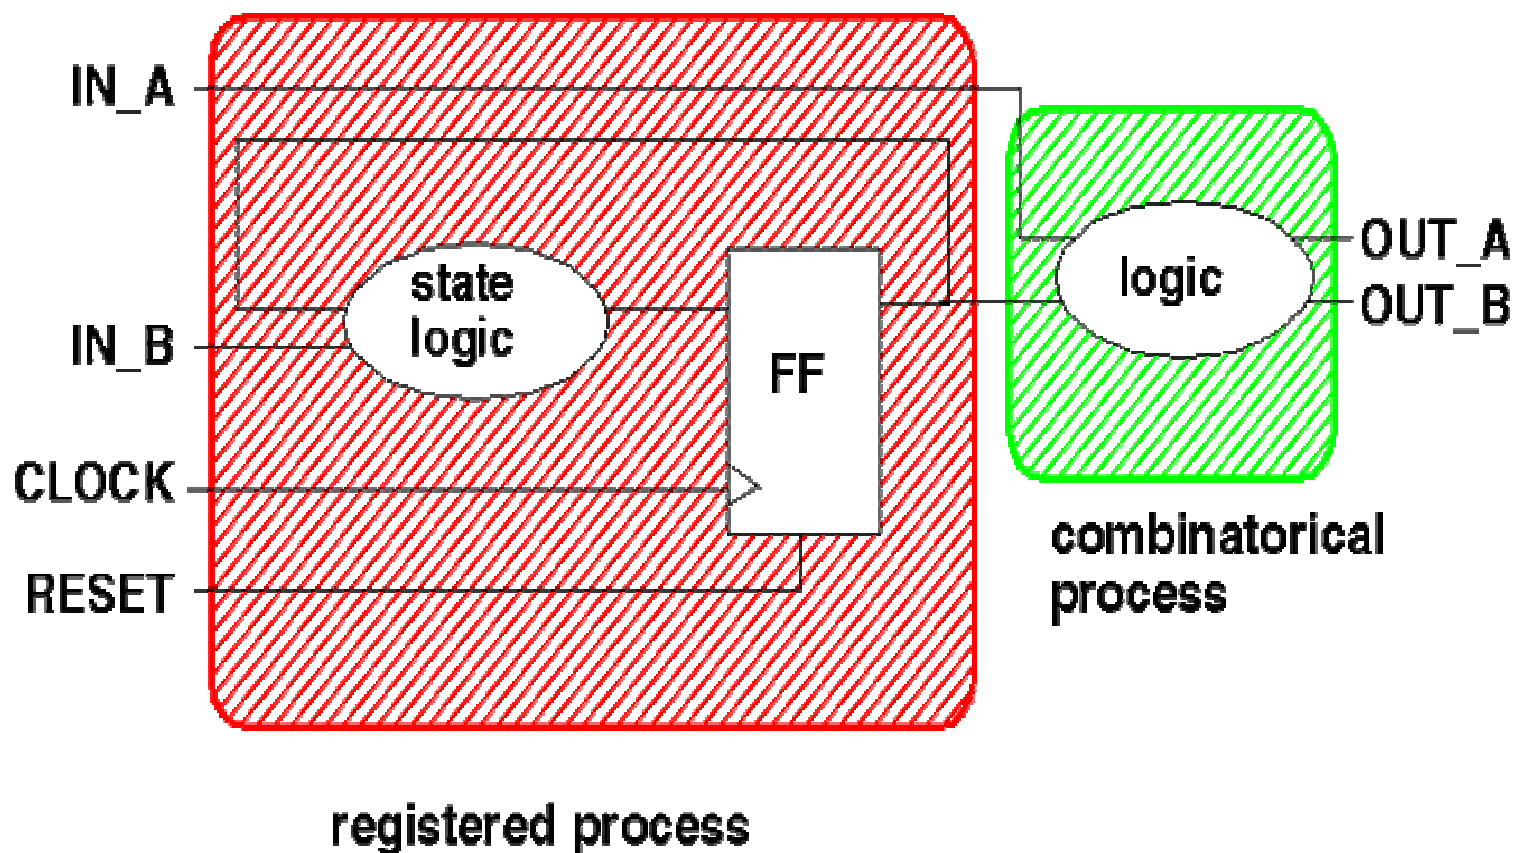 IN_A
state
logic
IN_B
FF
CLOCK
RESET
logic
OUT_A
OUT_B
combinatorical
process
registered process